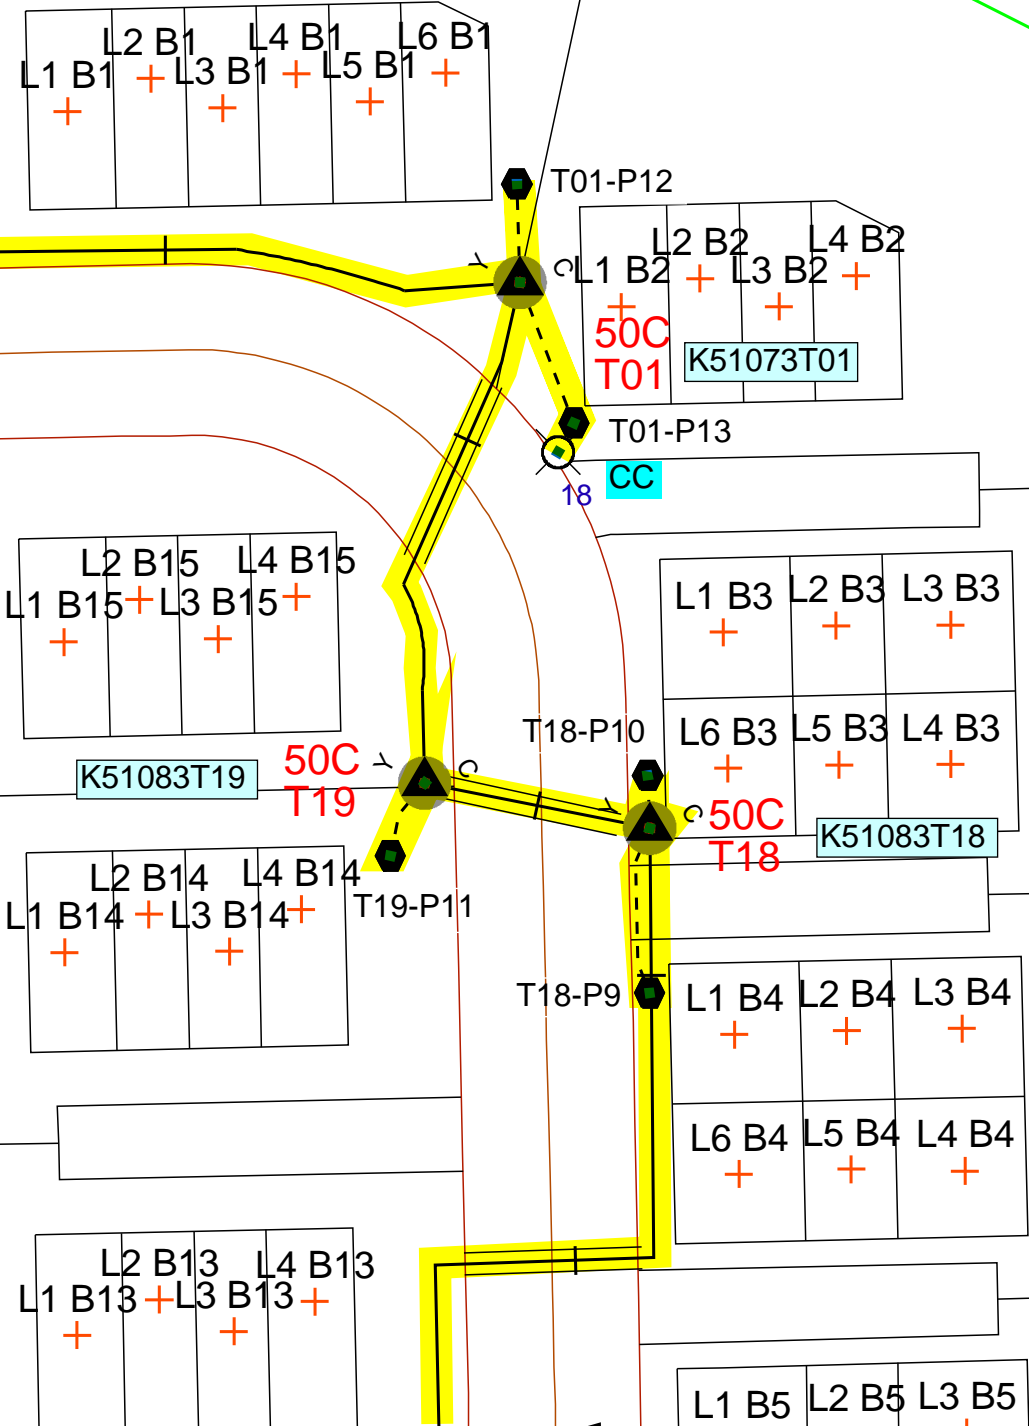 L1 B1
L2 B1
L3 B1
L4 B1
L5 B1
L6 B1
T01-P12
Y
C
L1 B2
L2 B2
L3 B2
L4 B2
50C
T01
K51073T01
T01-P13
CC
18
L1 B15
L2 B15
L3 B15
L4 B15
L1 B3
L2 B3
L3 B3
L6 B3
L5 B3
L4 B3
T18-P10
K51083T19
50C
T19
Y
C
Y
C
50C
T18
K51083T18
L1 B14
L2 B14
L3 B14
L4 B14
T19-P11
T18-P9
L1 B4
L2 B4
L3 B4
L6 B4
L5 B4
L4 B4
L1 B13
L2 B13
L3 B13
L4 B13
L1 B5
L2 B5
L3 B5